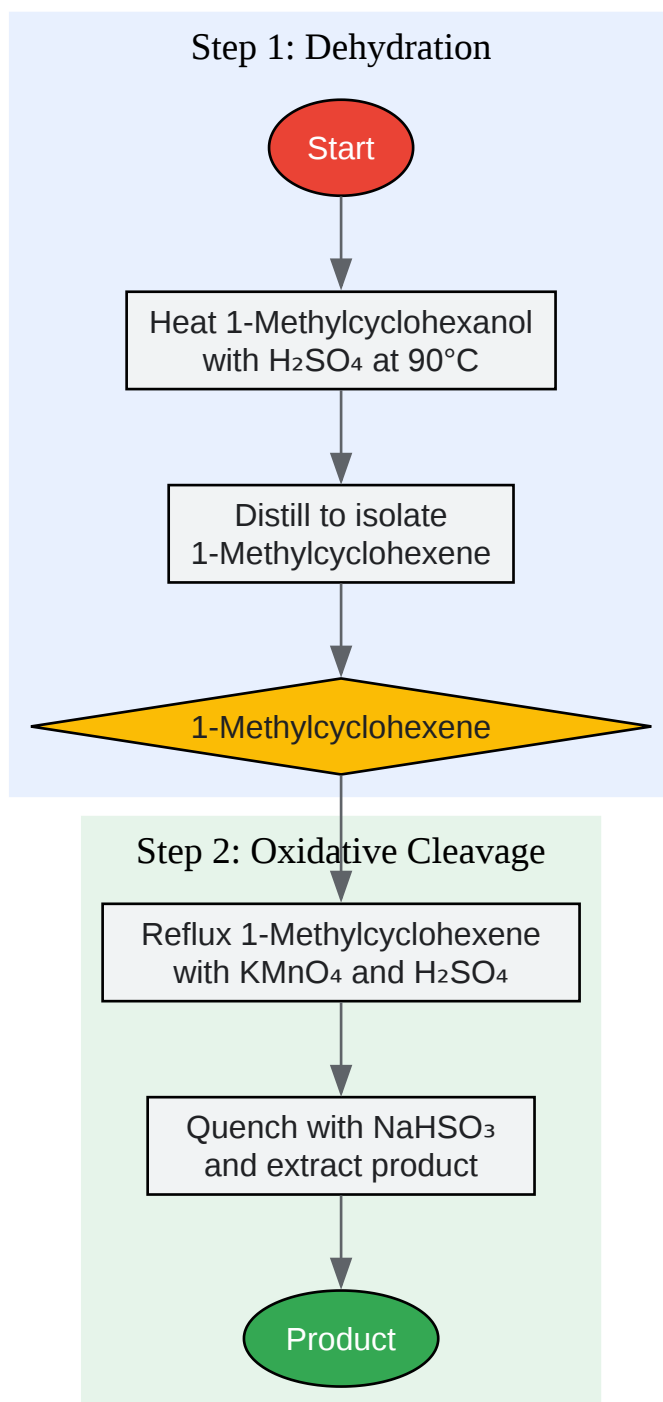 Step 1: Dehydration
Start
Heat 1-Methylcyclohexanol
with H₂SO₄ at 90°C
Distill to isolate
1-Methylcyclohexene
1-Methylcyclohexene
Step 2: Oxidative Cleavage
Reflux 1-Methylcyclohexene
with KMnO₄ and H₂SO₄
Quench with NaHSO₃
and extract product
Product